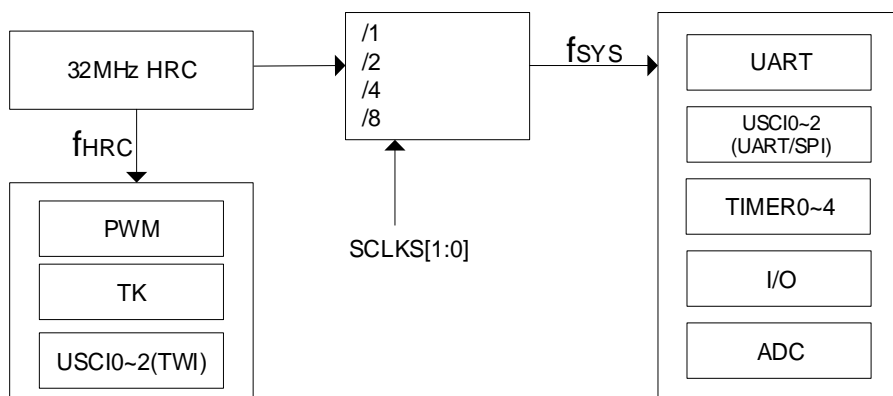 32MHz HRC
fHRC
PWM
TK
USCI0~2(TWI)
/1
/2
/4
/8
SCLKS[1:0]
fSYS
UART
USCI0~2
(UART/SPI)
TIMER0~4
I/O
ADC